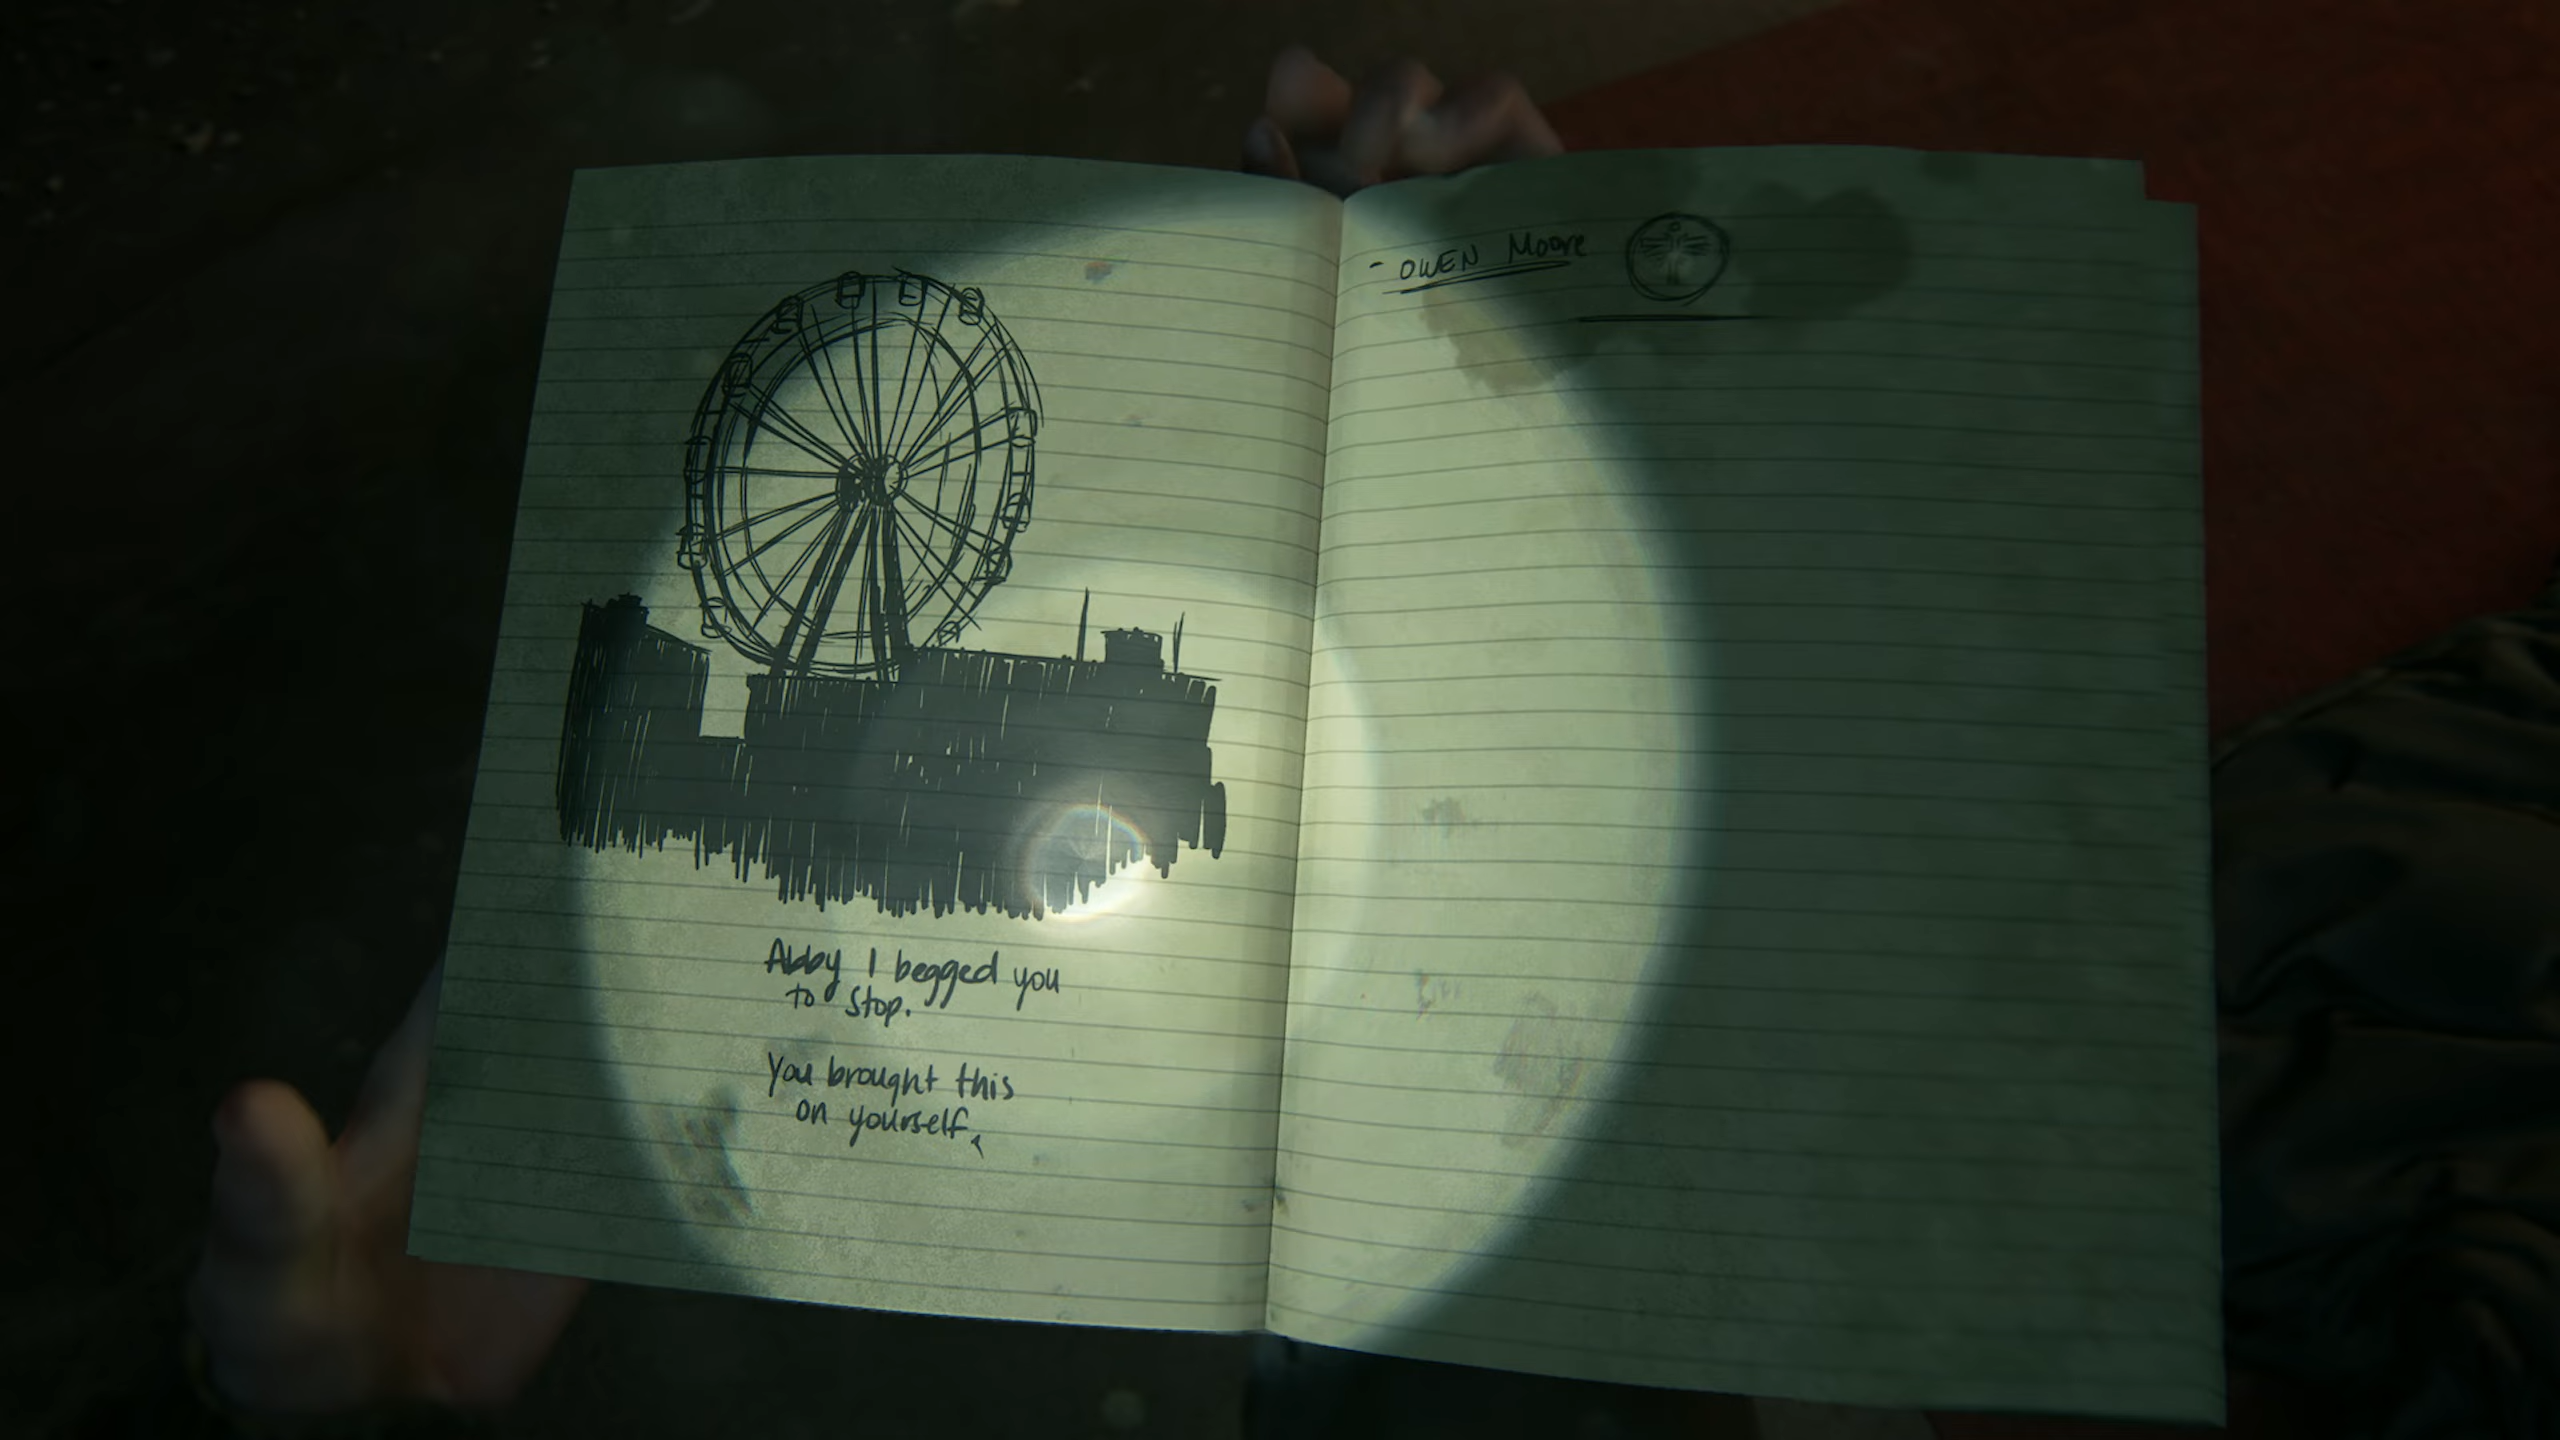 Abby I begged you
to stop.
You brought this
on yourself.
- OWEN Moore